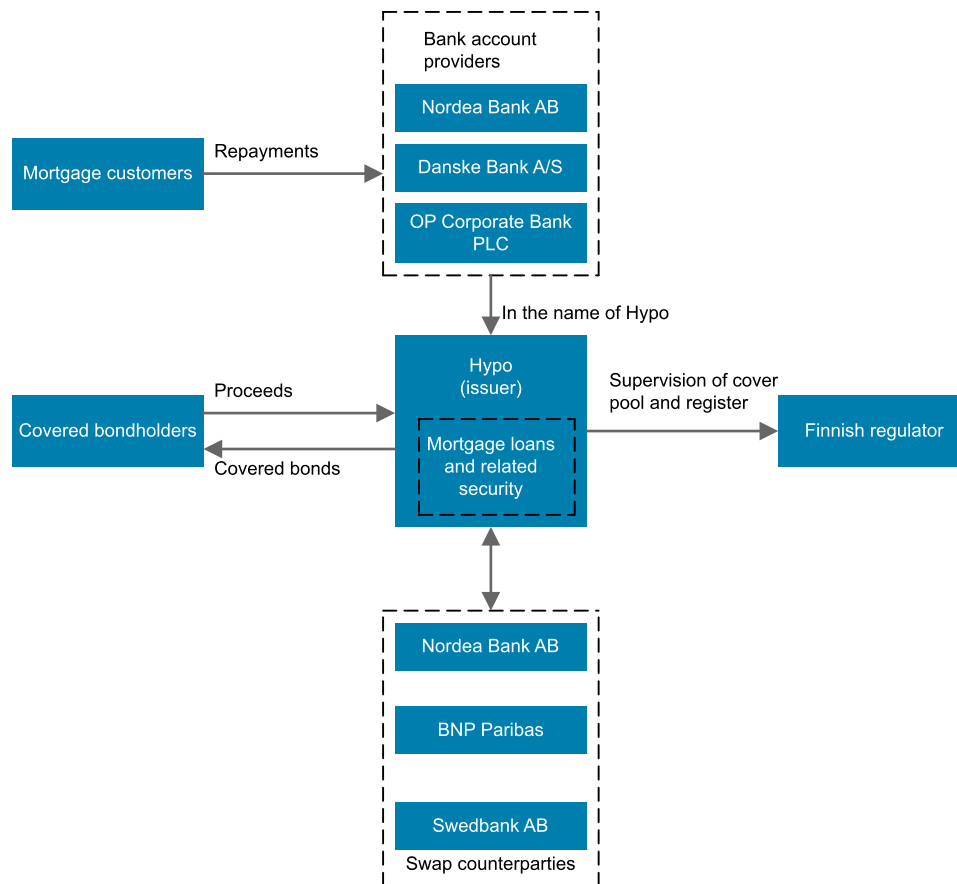 Bank account
providers
Nordea Bank AB
Mortgage customers
Repayments
Danske Bank A/S
OP Corporate Bank
PLC
In the name of Hypo
Hypo
(issuer)
Mortgage loans
and related
security
Covered bondholders
Proceeds
Covered bonds
Supervision of cover
pool and register
Finnish regulator
Nordea Bank AB
BNP Paribas
Swedbank AB
Swap counterparties